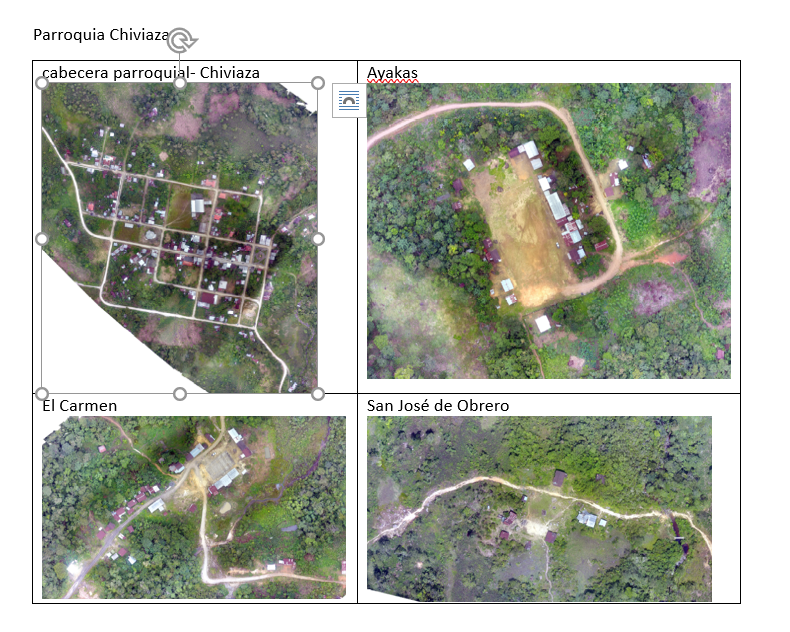 Parroquia Chiviaza
cabecera parroquial- Chiviaza
Ayakas
El Carmen
San José de Obrero